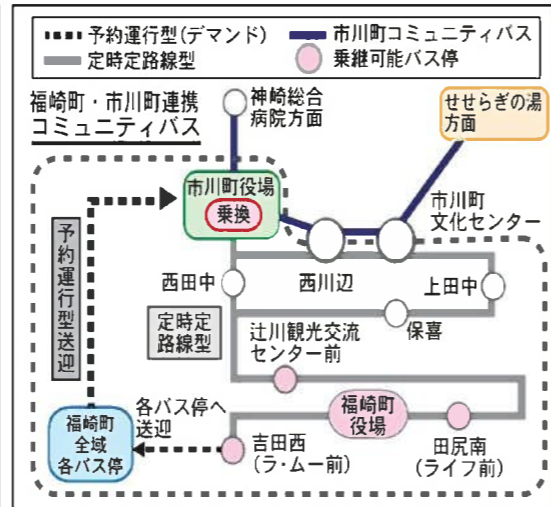 予約運行型(デマンド)
市川町コミュニティバス
定時定路線型
乗継可能バス停
福崎町・市川町連携
コミュニティバス
神崎総合
病院方面
せせらぎの湯
方面
市川町役場
乗換
市川町
文化センター
予約運行型送迎
西田中
西川辺
上田中
定時定
路線型
保喜
辻川観光交流
センター前
福崎町
全域
各バス停
各バス停へ
送迎
福崎町
役場
吉田西
(ラ・ムー前)
田尻南
(ライフ前)